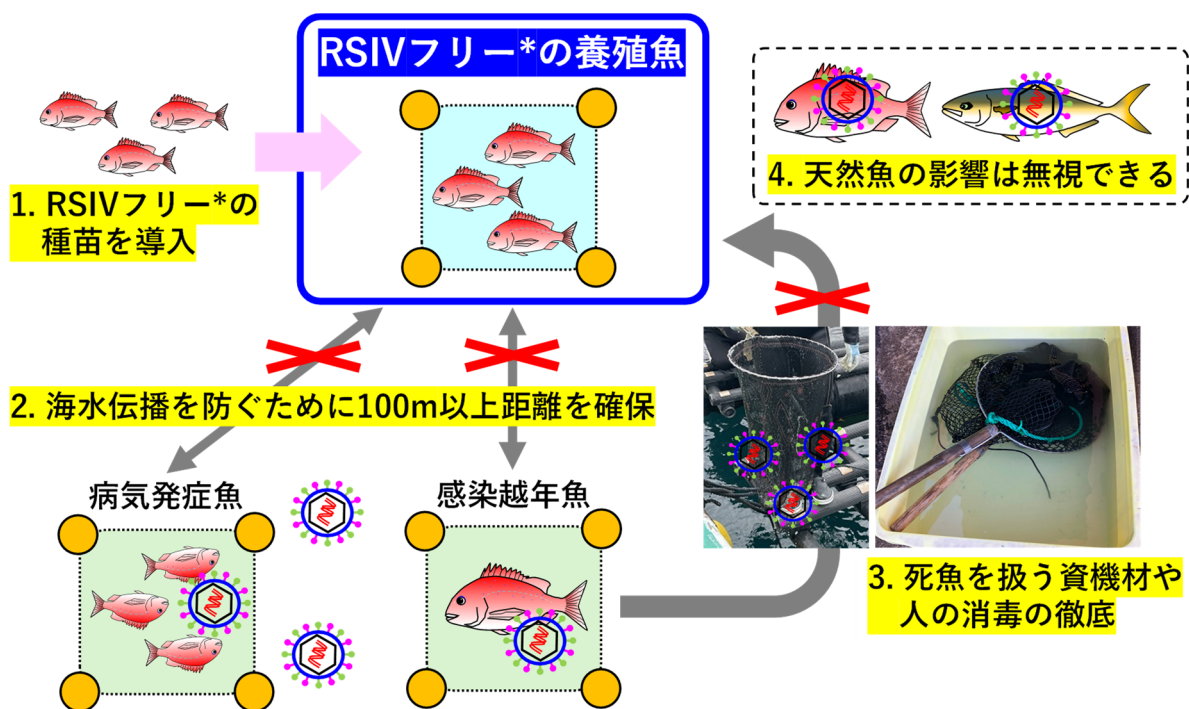 RSIVフリー*の養殖魚
1. RSIVフリー*の
種苗を導入
4. 天然魚の影響は無視できる
2. 海水伝播を防ぐために100m以上距離を確保
病気発症魚
感染越年魚
3. 死魚を扱う資機材や
人の消毒の徹底